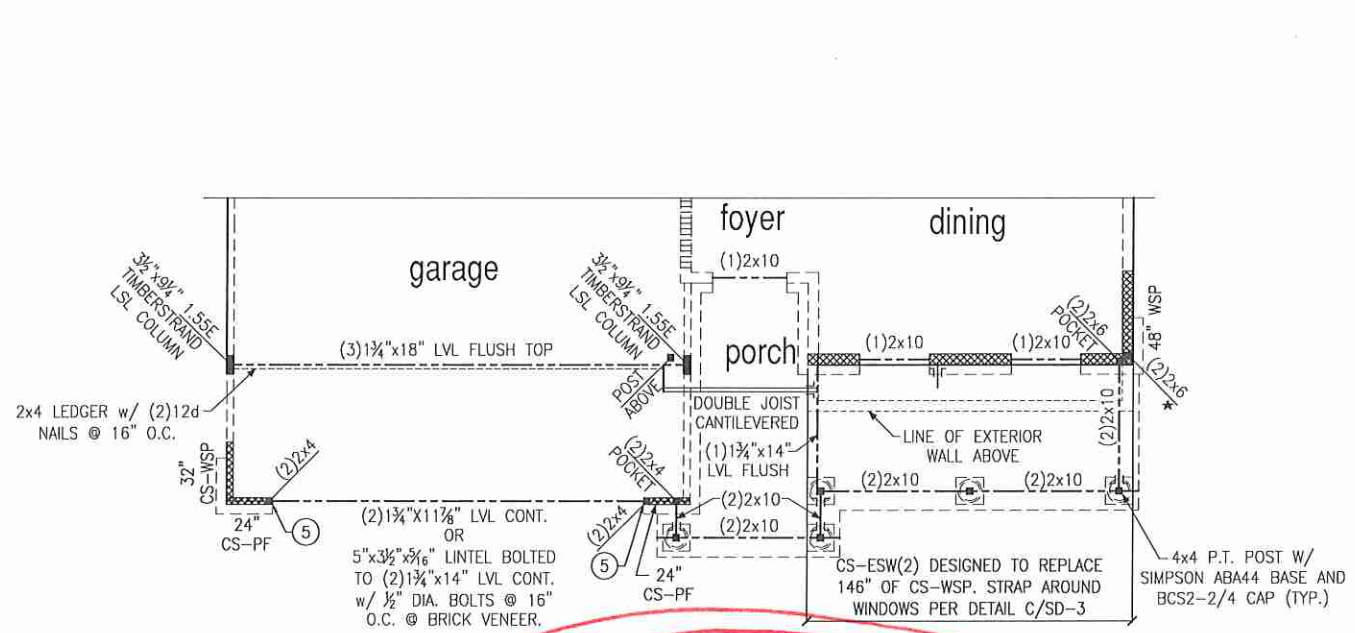 foyer
dining
garage
porch
(1)2x10
3½"x9¼" 1.55E
TIMBERSTRAND
LSL COLUMN
3½"x9¼" 1.55E
TIMBERSTRAND
LSL COLUMN
(3)1¾"x18" LVL FLUSH TOP
POST
ABOVE
2x4 LEDGER w/ (2)12d
NAILS @ 16" O.C.
(1)2x10
(1)2x10
(2)2x6
POCKET
48" WSP
(2)2x6
*
(2)2x10
DOUBLE JOIST
CANTILEVERED
(1)1¾"x14"
LVL FLUSH
LINE OF EXTERIOR
WALL ABOVE
32"
CS-WSP
(2)2x4
24"
CS-PF
5
(2)1¾"X11⅞" LVL CONT.
OR
5"x3½"x5⁄16" LINTEL BOLTED
TO (2)1¾"x14" LVL CONT.
w/ ½" DIA. BOLTS @ 16"
O.C. @ BRICK VENEER.
(2)2x4
POCKET
(2)2x4
5
24"
CS-PF
(2)2x10
(2)2x10
(2)2x10
(2)2x10
CS-ESW(2) DESIGNED TO REPLACE
146" OF CS-WSP. STRAP AROUND
WINDOWS PER DETAIL C/SD-3
4x4 P.T. POST W/
SIMPSON ABA44 BASE AND
BCS2-2/4 CAP (TYP.)